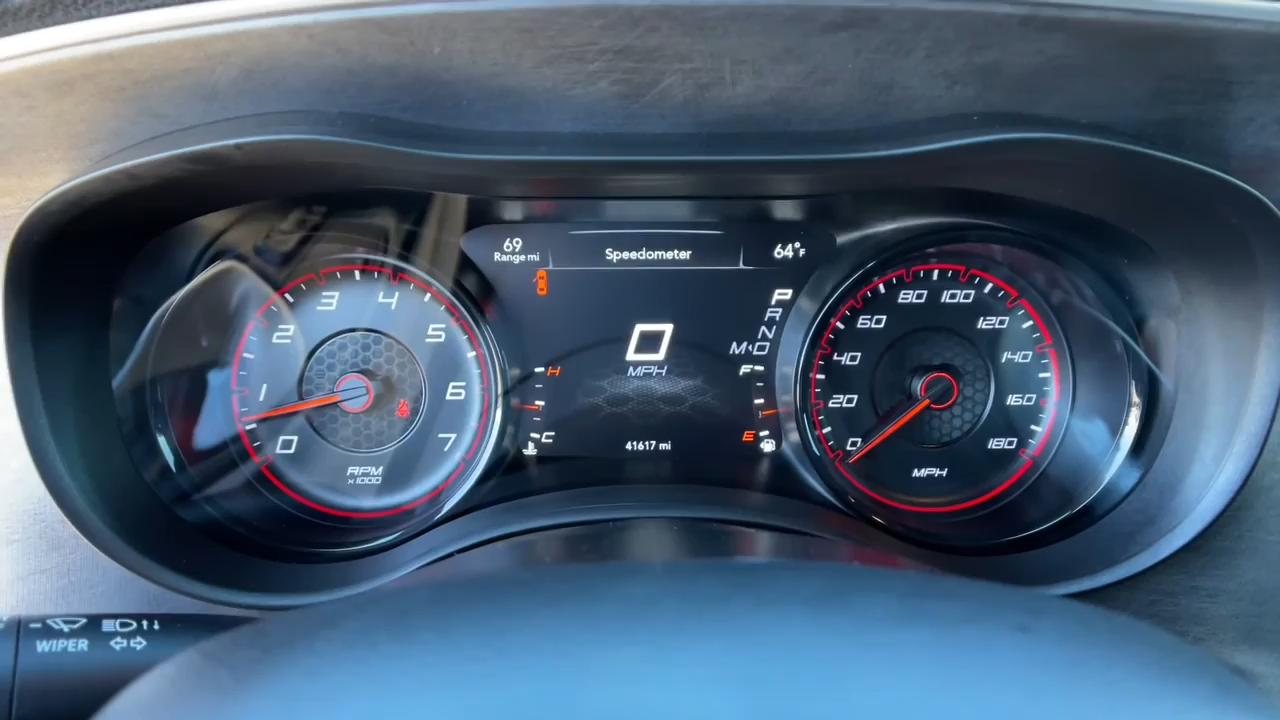 69
Range mi
Speedometer
64°F
P
R
N
M‹D
0
MPH
H
C
F
E
41617 mi
0
1
2
3
4
5
6
7
RPM
x1000
0
20
40
60
80
100
120
140
160
180
MPH
WIPER